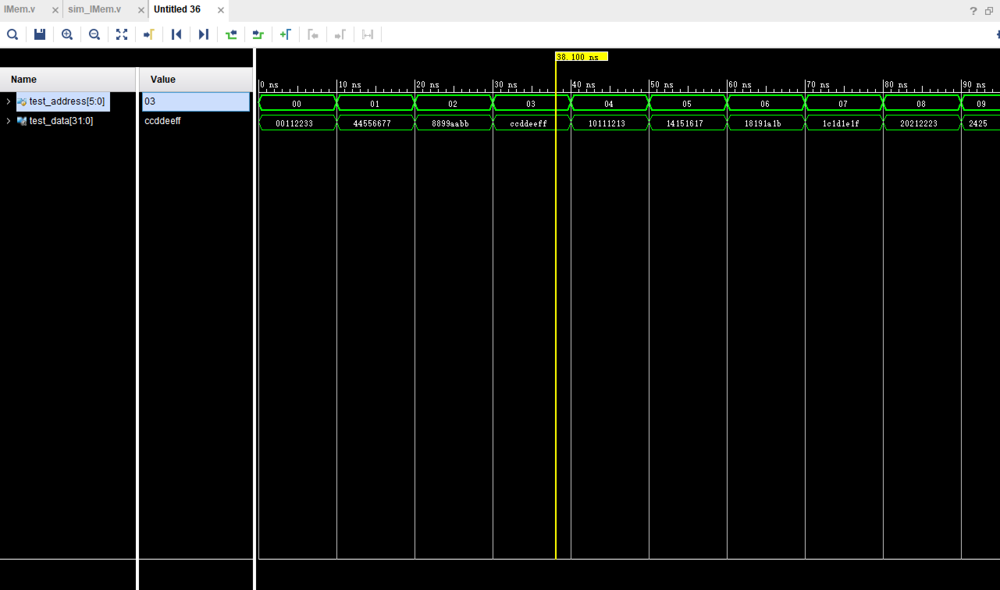 IMem.v sim_IMem.v Untitled 36 ?
38.100 ns
Name Value 0 ns 10 ns 20 ns 30 ns 40 ns 50 ns 60 ns 70 ns 80 ns 90 ns
test_address[5:0] 03 00 01 02 03 04 05 06 07 08 09
test_data[31:0] ccddeeff 00112233 44556677 8899aabb ccddeeff 10111213 14151617 18191a1b 1c1d1e1f 20212223 2425